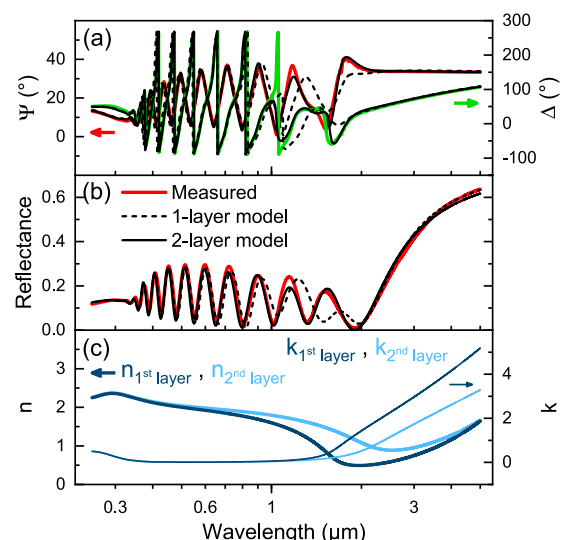 (a)
40
20
0
Ψ (°)
300
200
100
0
-100
Δ (°)
(b)
Measured
1-layer model
2-layer model
0.6
0.4
0.2
0.0
Reflectance
(c)
k1st layer , k2nd layer
n1st layer , n2nd layer
3
2
1
0
n
4
2
0
k
0.3 0.6 1 3
Wavelength (μm)